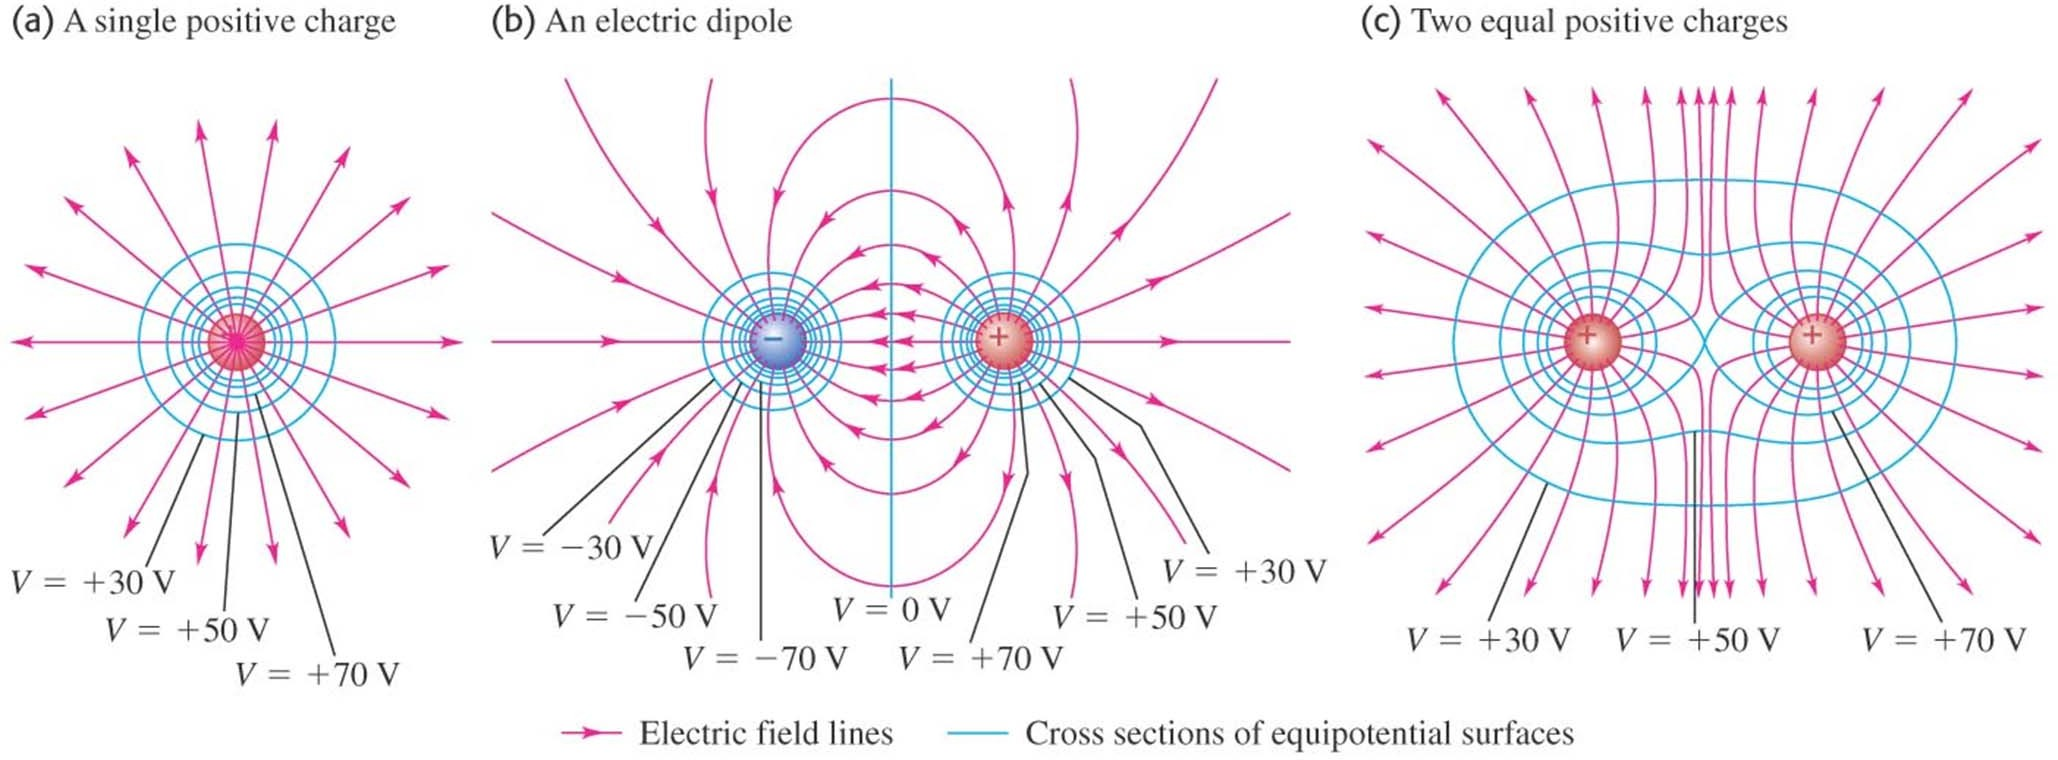 (a) A single positive charge
V = +30 V
V = +50 V
V = +70 V
(b) An electric dipole
−
+
V = −30 V
V = −50 V
V = −70 V
V = 0 V
V = +70 V
V = +50 V
V = +30 V
(c) Two equal positive charges
+
+
V = +30 V
V = +50 V
V = +70 V
Electric field lines
Cross sections of equipotential surfaces